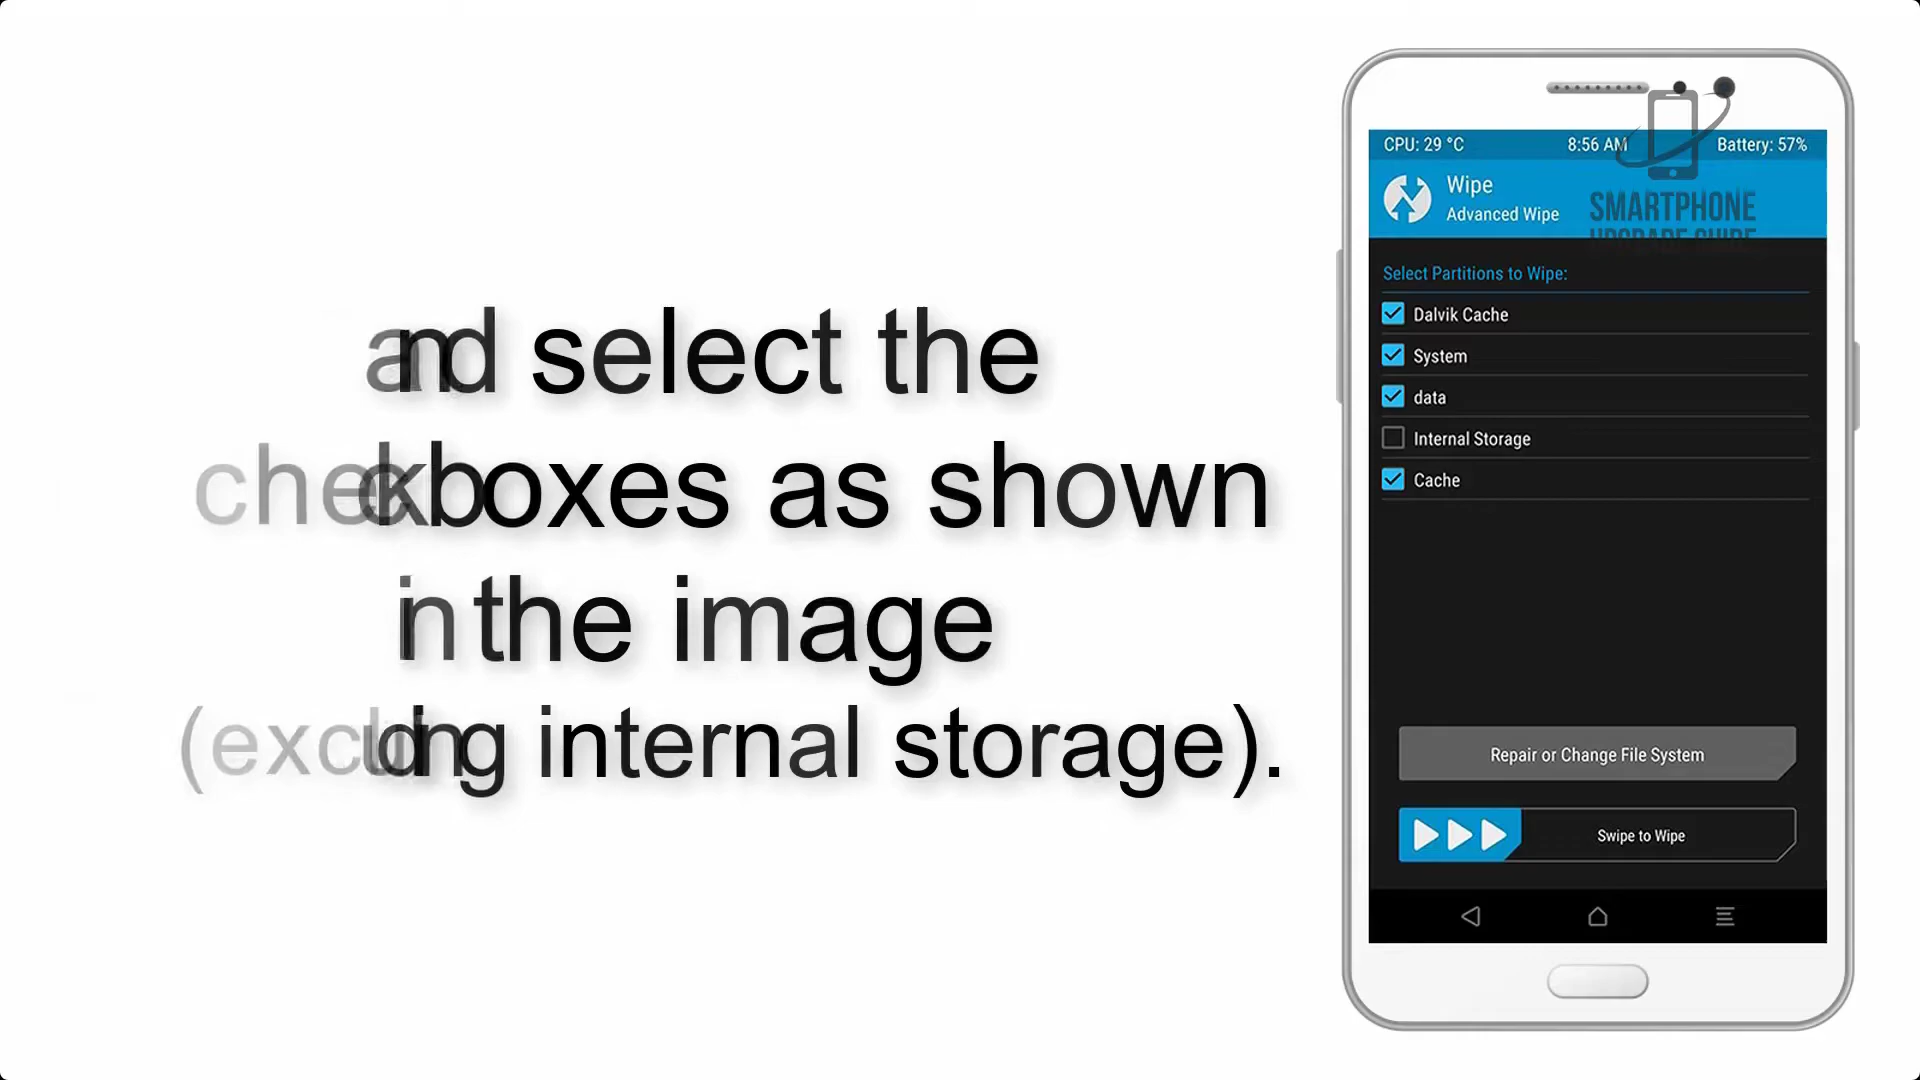 and select the
checkboxes as shown
in the image
(excluding internal storage).
CPU: 29 °C
8:56 AM
Battery: 57%
Wipe
Advanced Wipe
SMARTPHONE
UPGRADE GUIDE
Select Partitions to Wipe:
Dalvik Cache
System
data
Internal Storage
Cache
Repair or Change File System
Swipe to Wipe